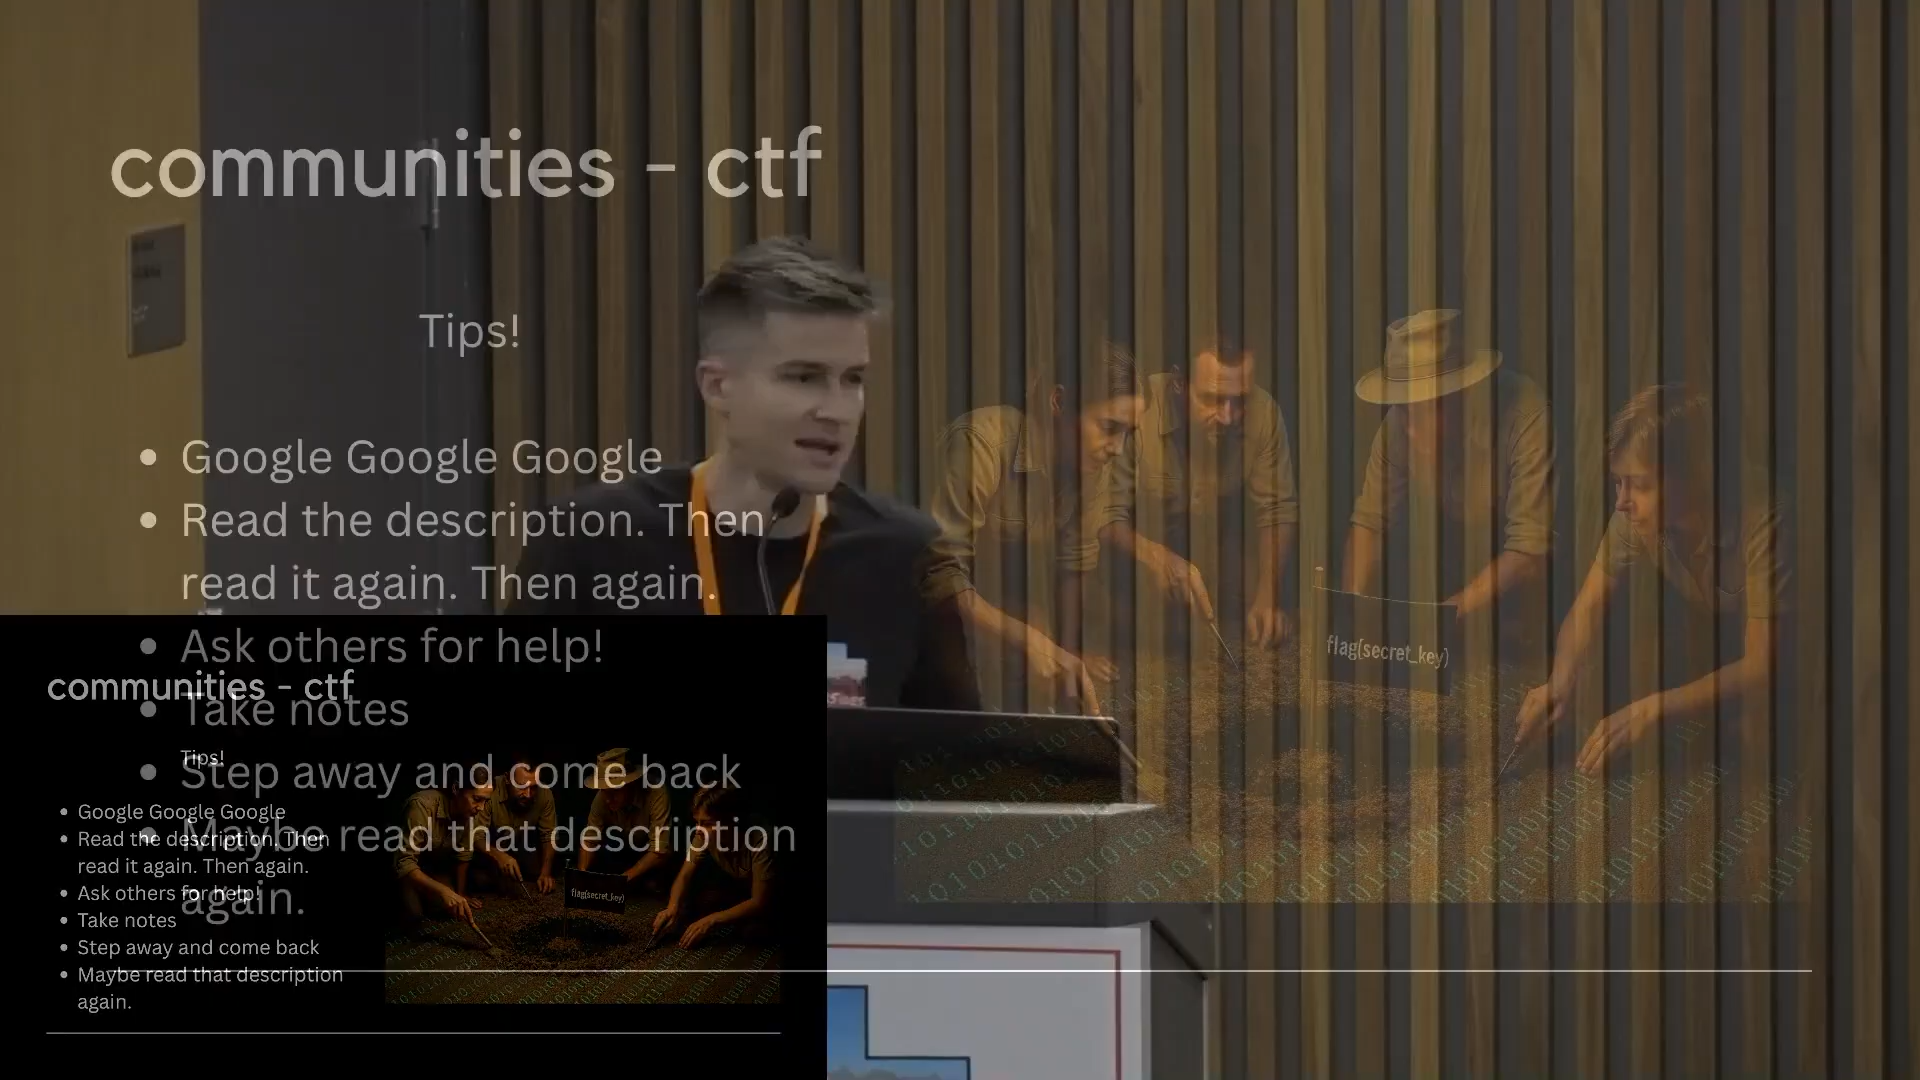 communities - ctf
Tips!
• Google Google Google
• Read the description. Then
read it again. Then again.
• Ask others for help!
• Take notes
• Step away and come back
• Maybe read that description
again.
flag(secret_key)
communities - ctf
Tips!
• Google Google Google
• Read the description. Then
read it again. Then again.
• Ask others for help!
• Take notes
• Step away and come back
• Maybe read that description
again.
flag(secret_key)